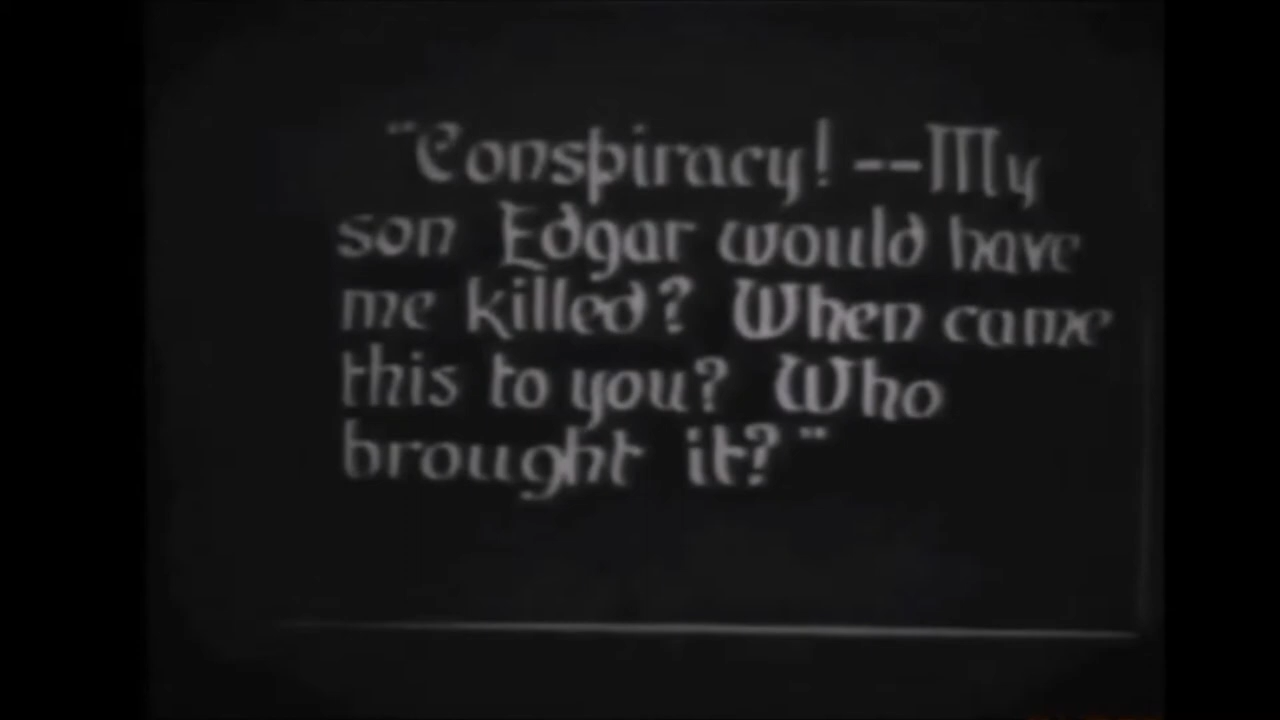 "Conspiracy! --My
son Edgar would have
me killed? When came
this to you? Who
brought it?"